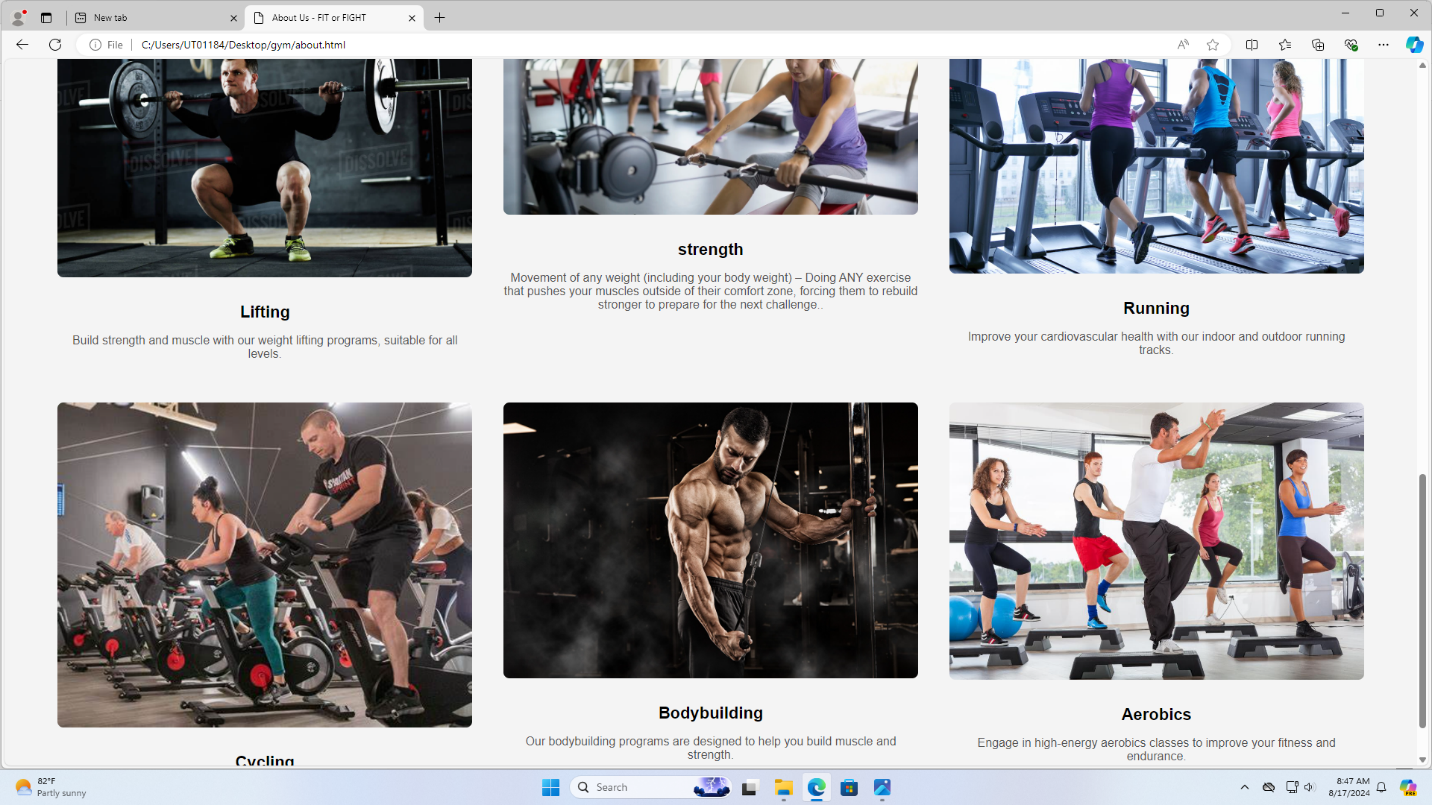 New tab
About Us - FIT or FIGHT
File
C:/Users/UT01184/Desktop/gym/about.html
DISSOLVE
DISSOLVE
strength
Movement of any weight (including your body weight) – Doing ANY exercise
that pushes your muscles outside of their comfort zone, forcing them to rebuild
stronger to prepare for the next challenge..
Lifting
Build strength and muscle with our weight lifting programs, suitable for all
levels.
Running
Improve your cardiovascular health with our indoor and outdoor running
tracks.
SPARTAN
SPRINT
Cycling
Bodybuilding
Our bodybuilding programs are designed to help you build muscle and
strength.
Aerobics
Engage in high-energy aerobics classes to improve your fitness and
endurance.
82°F
Partly sunny
Search
8:47 AM
8/17/2024